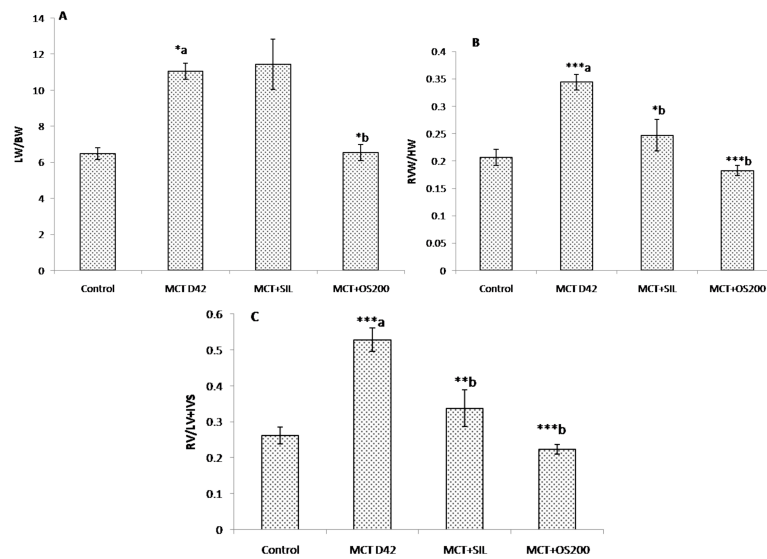 A
14
12
10
8
6
4
2
0
LW/BW
*a
*b
Control MCT D42 MCT+SIL MCT+OS200
B
0.4
0.35
0.3
0.25
0.2
0.15
0.1
0.05
0
RVW/HW
***a
*b
***b
Control MCT D42 MCT+SIL MCT+OS200
C
0.6
0.5
0.4
0.3
0.2
0.1
0
RV/LV+IVS
***a
**b
***b
Control MCT D42 MCT+SIL MCT+OS200